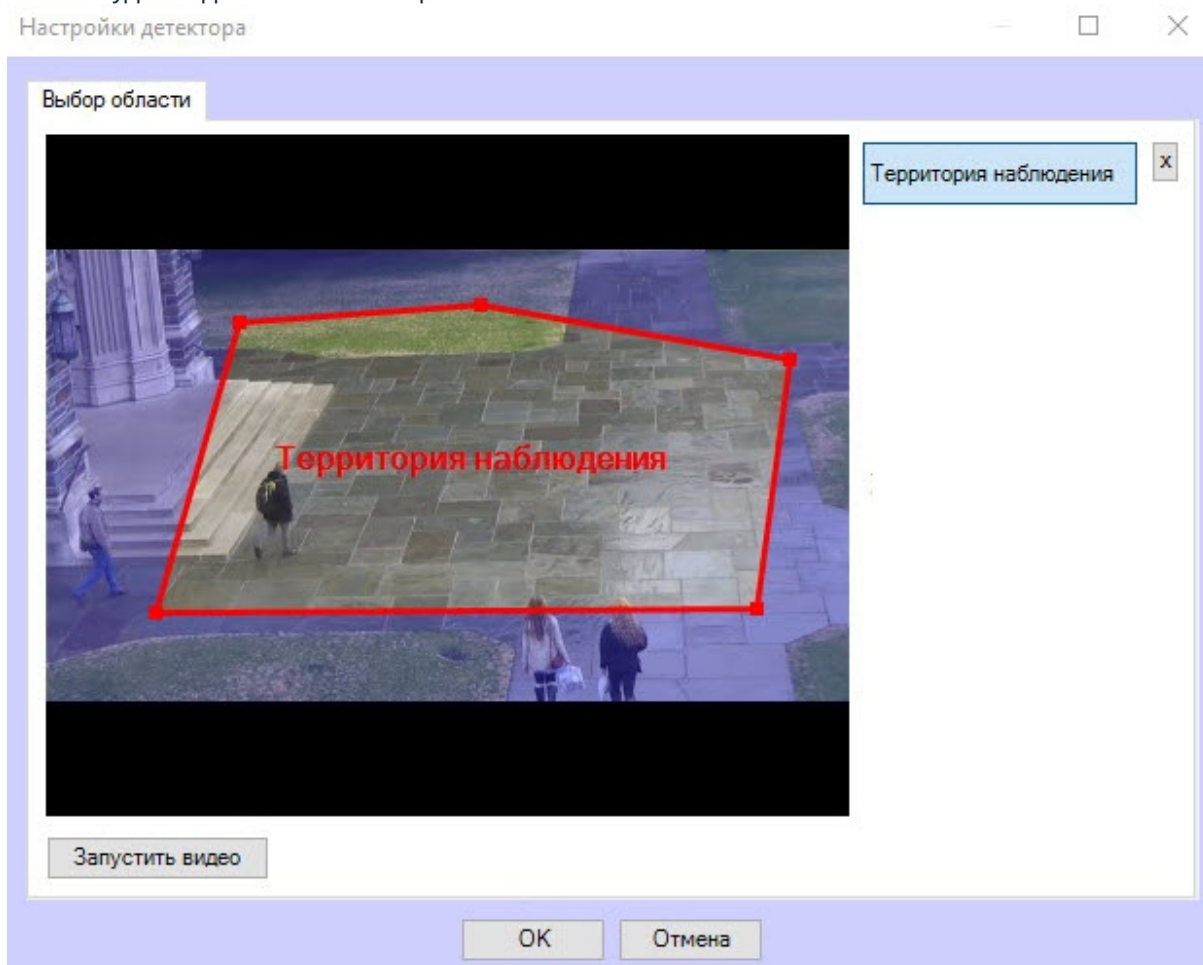 Настройки детектора
Выбор области
Территория наблюдения
x
Территория наблюдения
Запустить видео
OK
Отмена